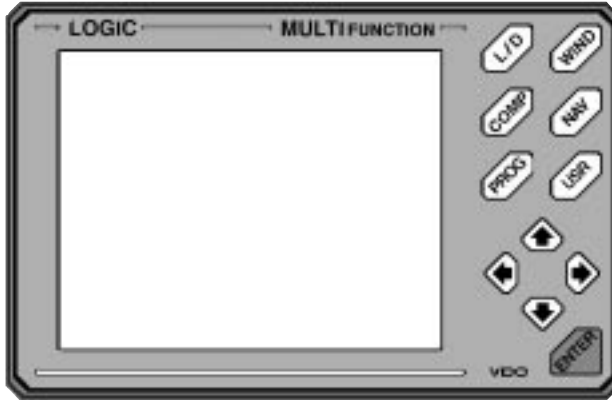 LOGIC MULTI FUNCTION
L/D WIND
COMP NAV
PROG USR
ENTER
VDO